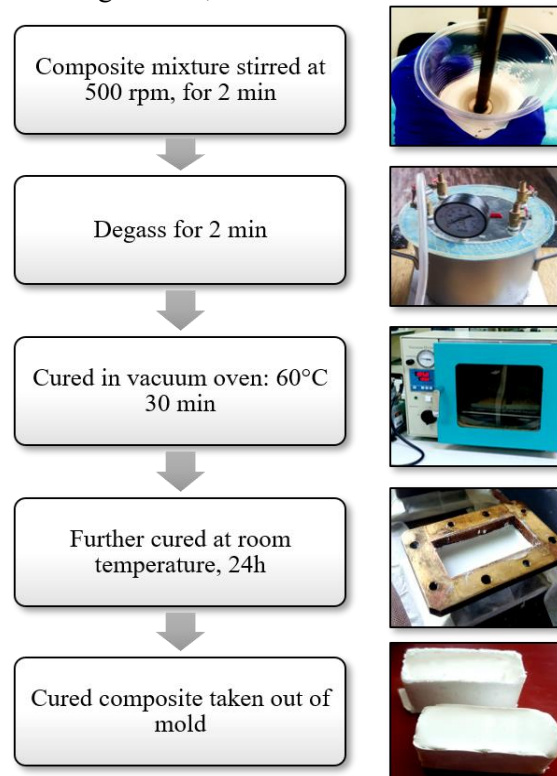 Composite mixture stirred at
500 rpm, for 2 min
Degass for 2 min
Cured in vacuum oven: 60°C
30 min
Further cured at room
temperature, 24h
Cured composite taken out of
mold